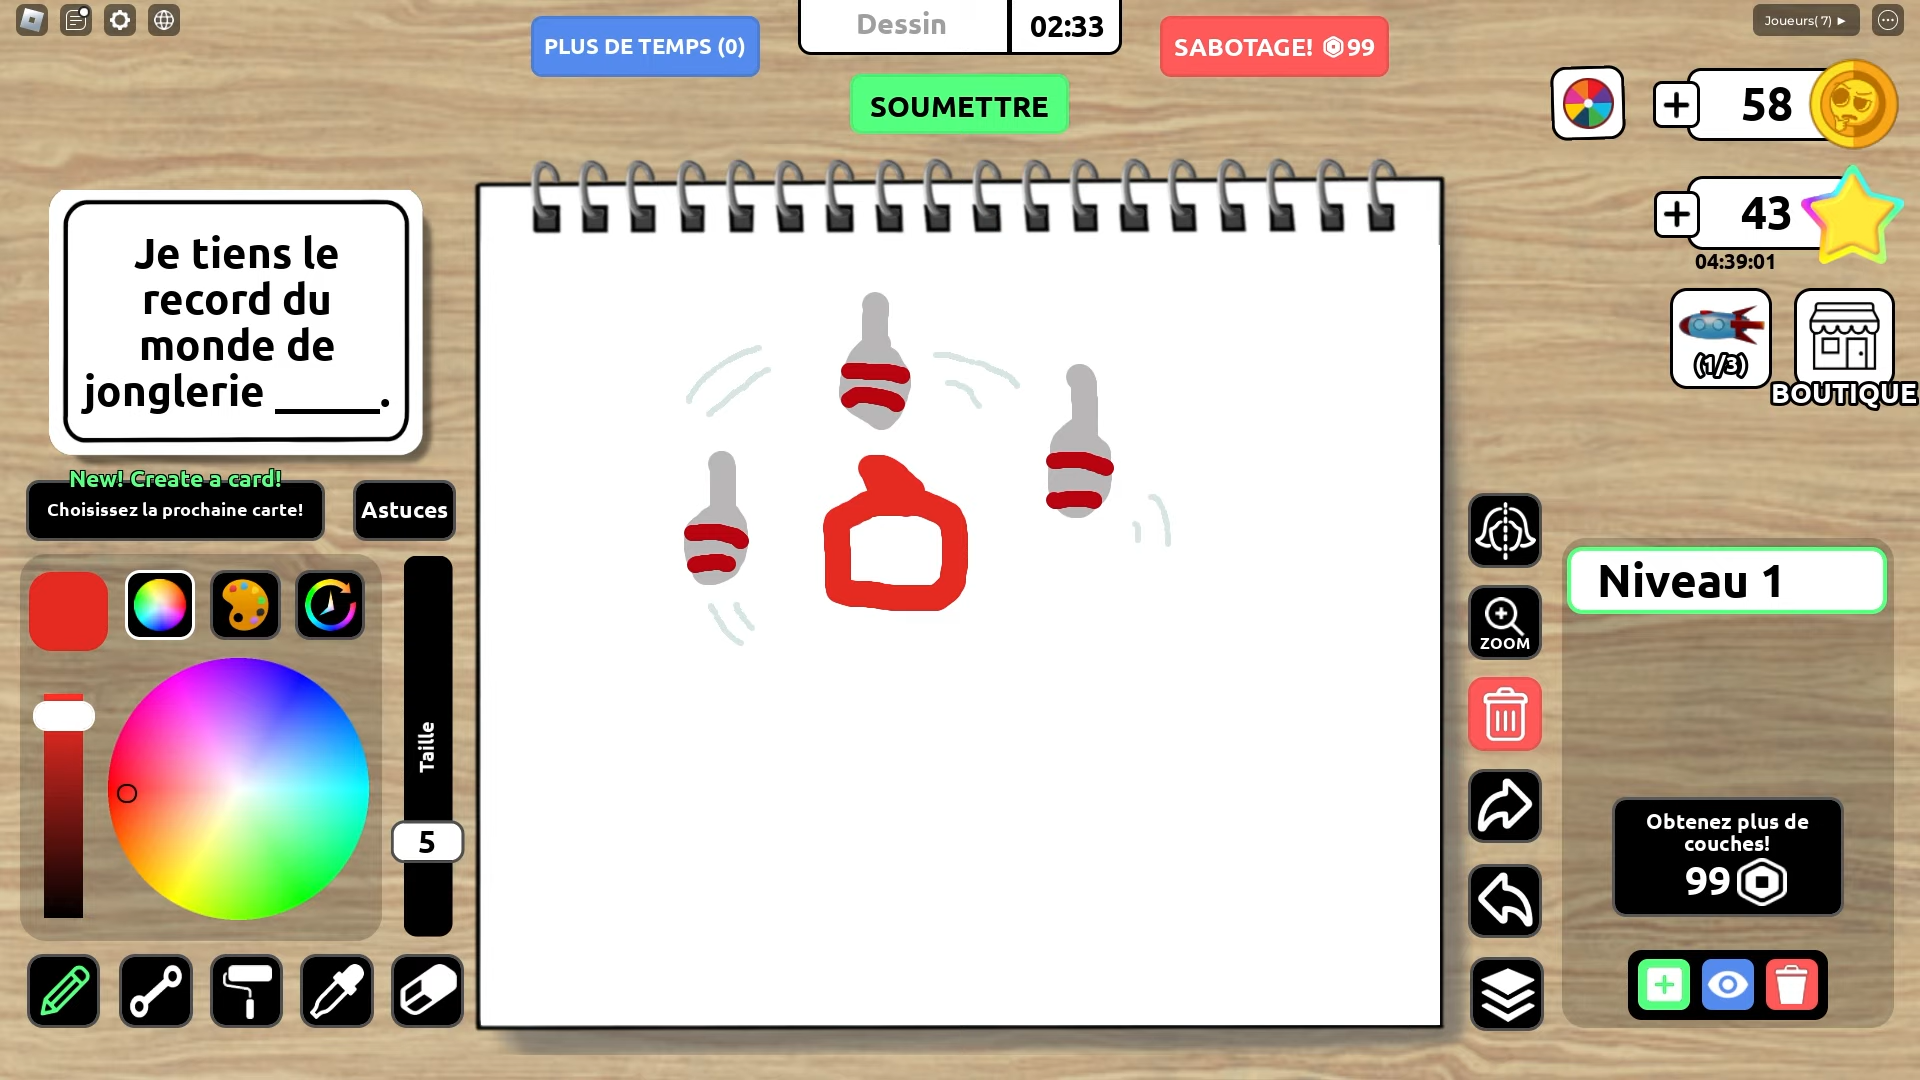 Joueurs( 7) ►
PLUS DE TEMPS (0)
Dessin
02:33
SABOTAGE! 99
SOUMETTRE
58
43
04:39:01
(1/3)
BOUTIQUE
Je tiens le
record du
monde de
jonglerie _____.
New! Create a card!
Choisissez la prochaine carte!
Astuces
Taille
5
ZOOM
Niveau 1
Obtenez plus de
couches!
99